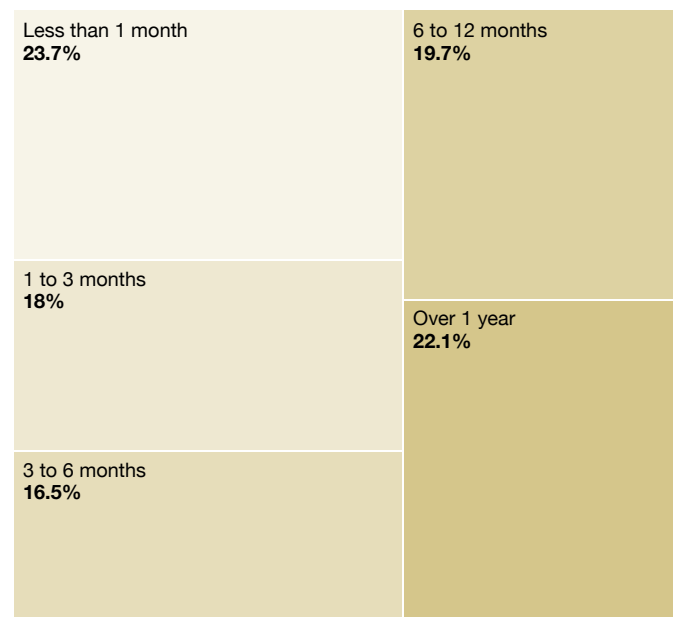 Less than 1 month
23.7%
1 to 3 months
18%
3 to 6 months
16.5%
6 to 12 months
19.7%
Over 1 year
22.1%